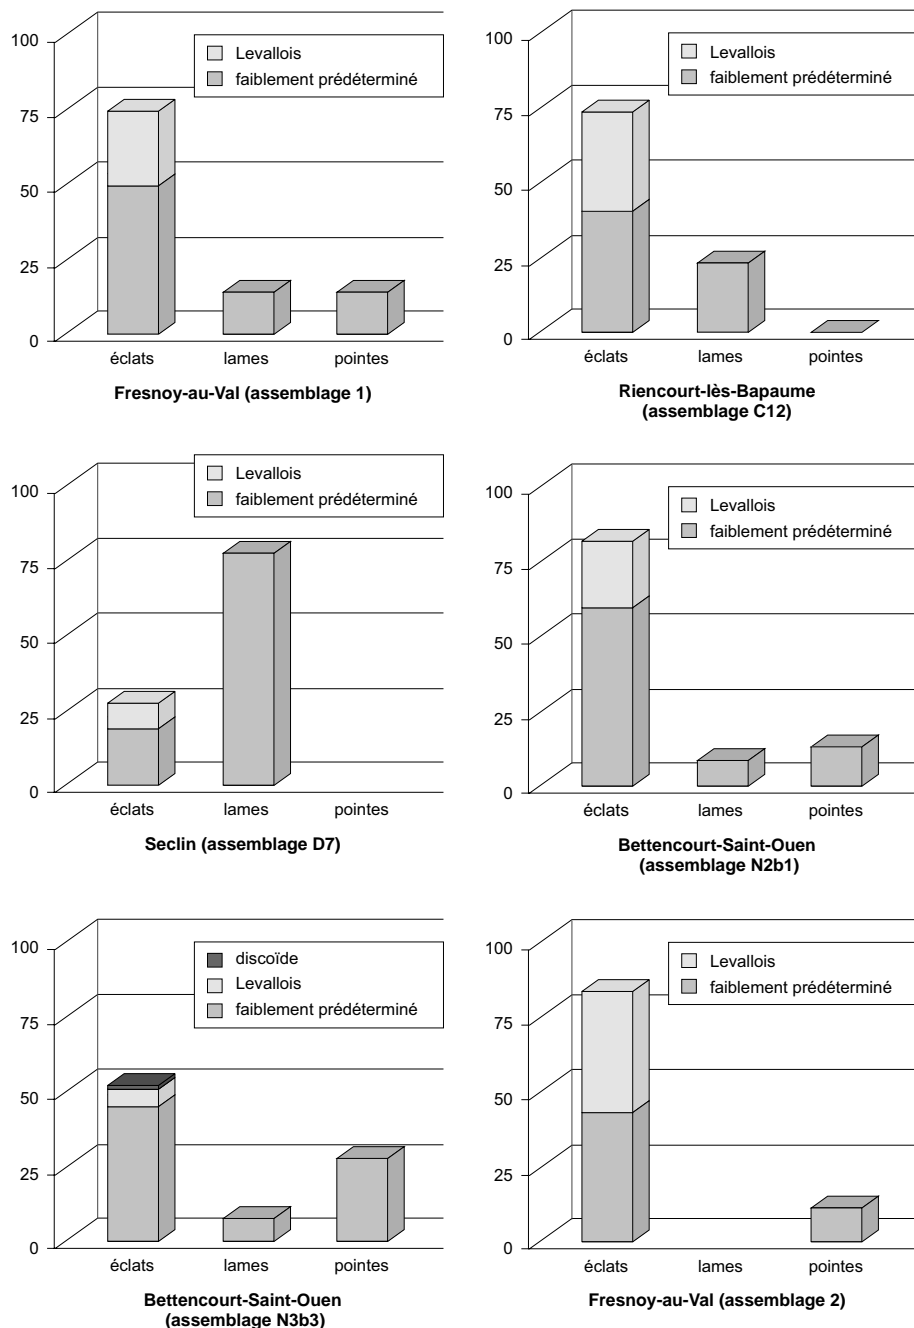 100
75
50
25
0
Levallois
faiblement prédéterminé
éclats
lames
pointes
Fresnoy-au-Val (assemblage 1)
100
75
50
25
0
Levallois
faiblement prédéterminé
éclats
lames
pointes
Riencourt-lès-Bapaume
(assemblage C12)
100
75
50
25
0
Levallois
faiblement prédéterminé
éclats
lames
pointes
Seclin (assemblage D7)
100
75
50
25
0
Levallois
faiblement prédéterminé
éclats
lames
pointes
Bettencourt-Saint-Ouen
(assemblage N2b1)
100
75
50
25
0
discoïde
Levallois
faiblement prédéterminé
éclats
lames
pointes
Bettencourt-Saint-Ouen
(assemblage N3b3)
100
75
50
25
0
Levallois
faiblement prédéterminé
éclats
lames
pointes
Fresnoy-au-Val (assemblage 2)